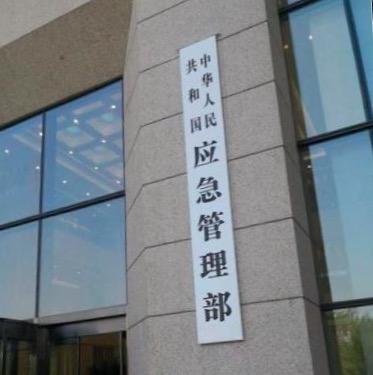 中华人民
共和国
应急管理部